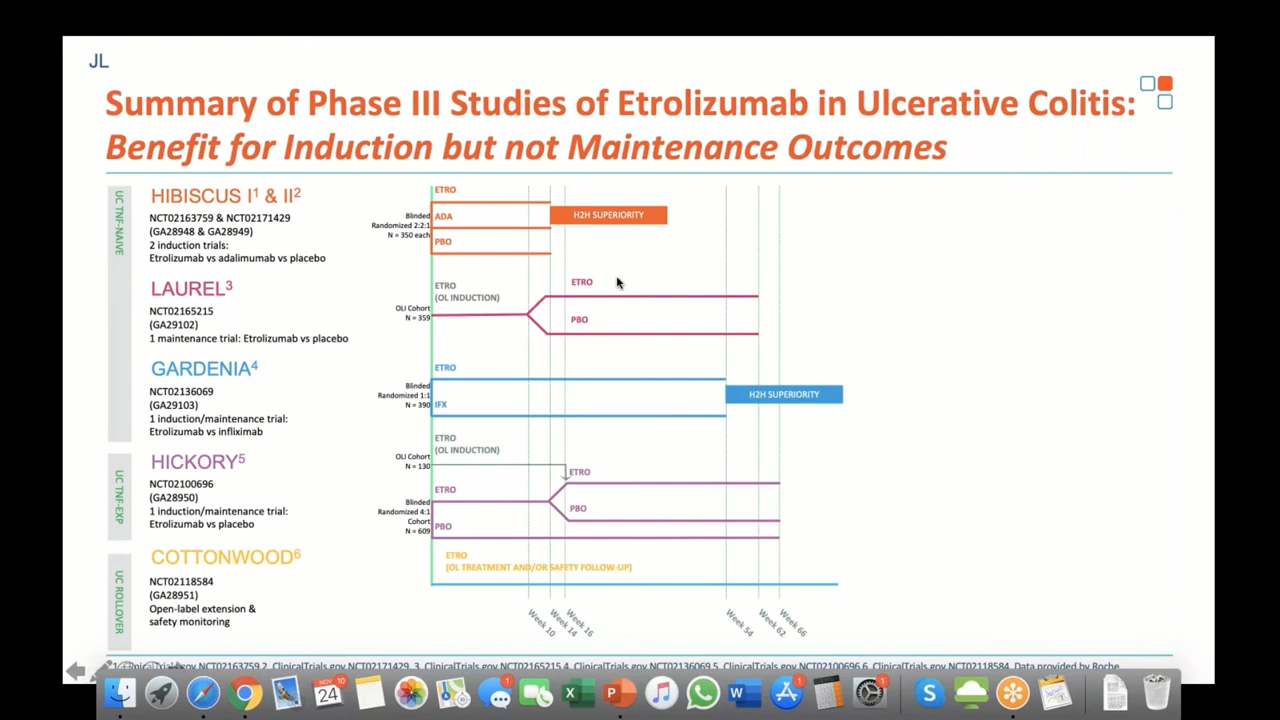 JL
Summary of Phase III Studies of Etrolizumab in Ulcerative Colitis:
Benefit for Induction but not Maintenance Outcomes
UC TNF-NAIVE
HIBISCUS I1 & II2
NCT02163759 & NCT02171429
(GA28948 & GA28949)
2 induction trials:
Etrolizumab vs adalimumab vs placebo
Blinded
Randomized 2:2:1
N = 350 each
ETRO
ADA
PBO
H2H SUPERIORITY
LAUREL3
NCT02165215
(GA29102)
1 maintenance trial: Etrolizumab vs placebo
OLI Cohort
N = 359
ETRO
(OL INDUCTION)
ETRO
PBO
GARDENIA4
NCT02136069
(GA29103)
1 induction/maintenance trial:
Etrolizumab vs infliximab
Blinded
Randomized 1:1
N = 390
ETRO
IFX
H2H SUPERIORITY
UC TNF-EXP
HICKORY5
NCT02100696
(GA28950)
1 induction/maintenance trial:
Etrolizumab vs placebo
OLI Cohort
N = 130
ETRO
(OL INDUCTION)
Blinded
Randomized 4:1
Cohort
N = 609
ETRO
PBO
ETRO
PBO
UC ROLLOVER
COTTONWOOD6
NCT02118584
(GA28951)
Open-label extension &
safety monitoring
ETRO
(OL TREATMENT AND/OR SAFETY FOLLOW-UP)
Week 10
Week 14
Week 16
Week 54
Week 62
Week 66
1. ClinicalTrials.gov NCT02163759 2. ClinicalTrials.gov NCT02171429. 3. ClinicalTrials.gov NCT02165215 4. ClinicalTrials.gov NCT02136069 5. ClinicalTrials.gov NCT02100696 6. ClinicalTrials.gov NCT02118584. Data provided by Roche
NOV
24
10
1
X
P
W
1
1
S